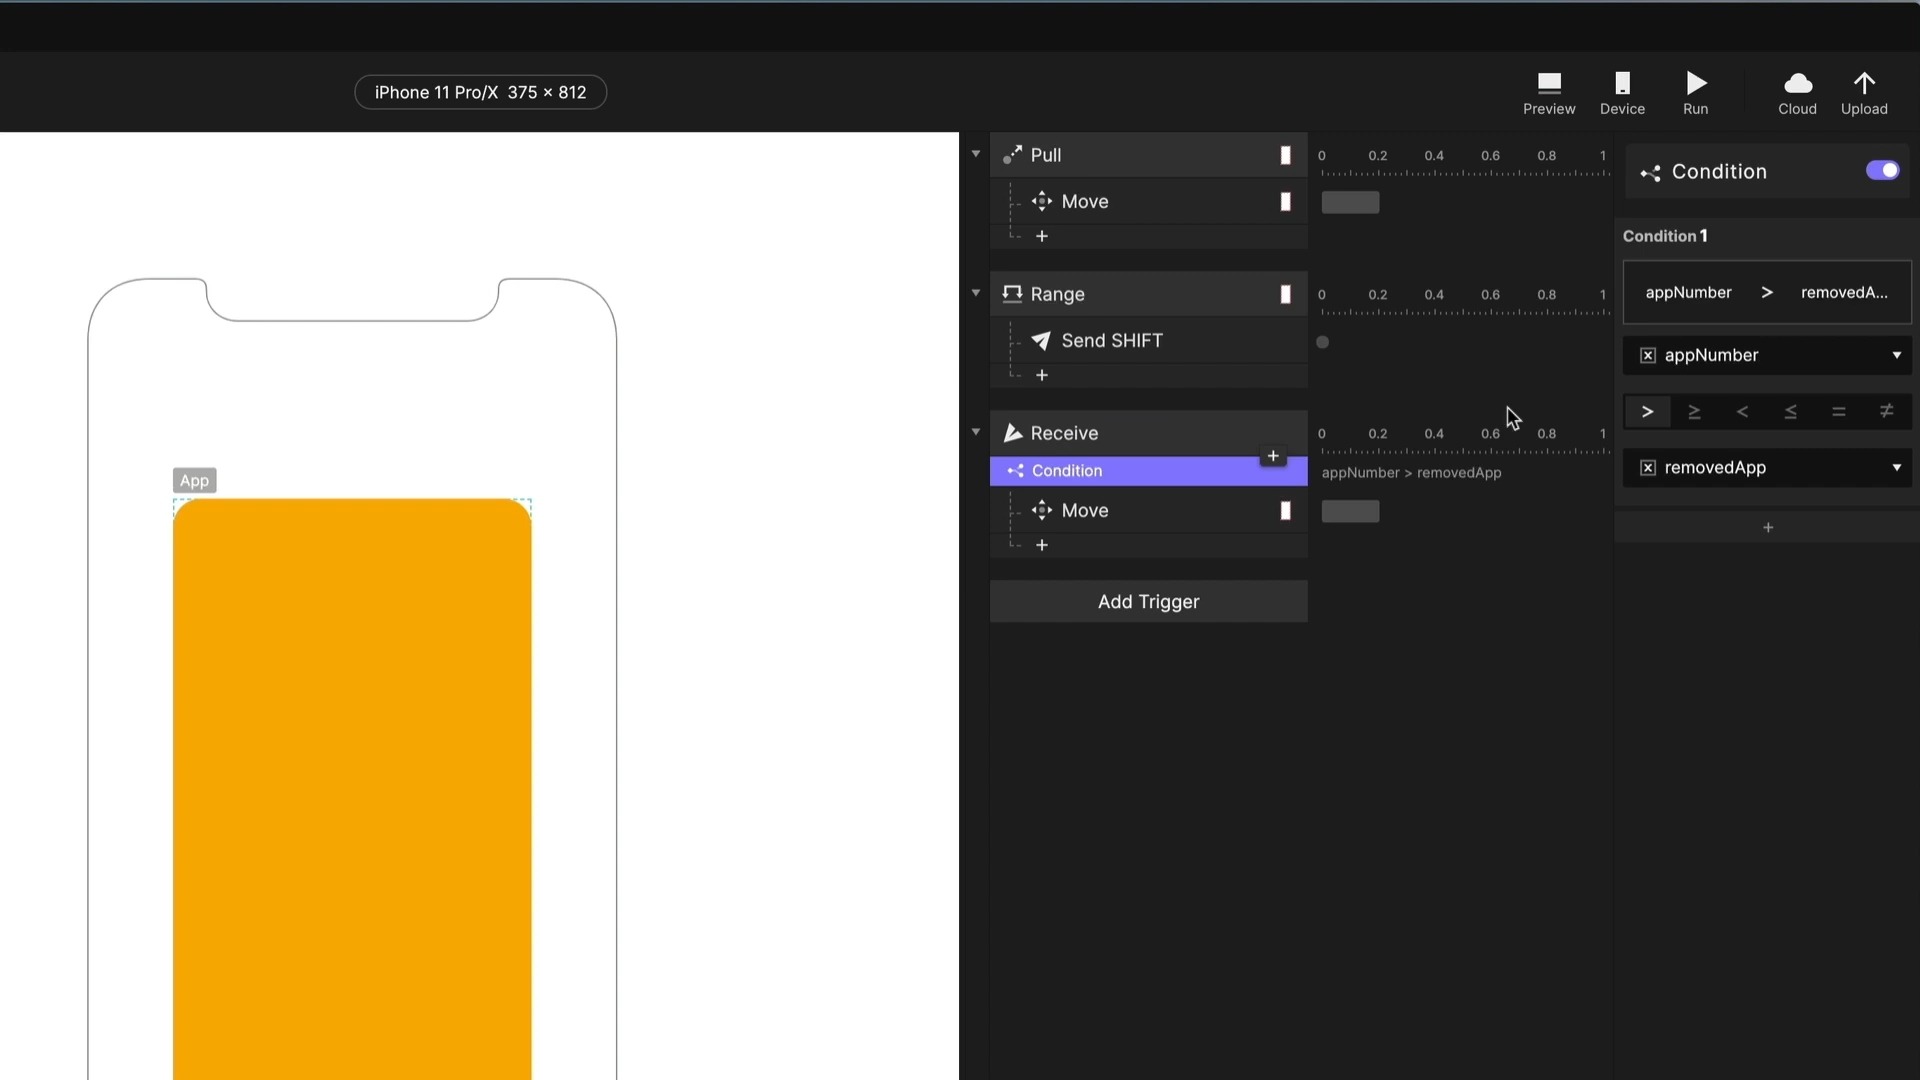 iPhone 11 Pro/X 375 × 812
Preview
Device
Run
Cloud
Upload
Pull
0 0.2 0.4 0.6 0.8 1
Move
+
Range
0 0.2 0.4 0.6 0.8 1
Send SHIFT
+
Receive
0 0.2 0.4 0.6 0.8 1
+
Condition
appNumber > removedApp
Move
+
Add Trigger
Condition
Condition 1
appNumber > removedA...
appNumber
> ≥ < ≤ = ≠
removedApp
+
App